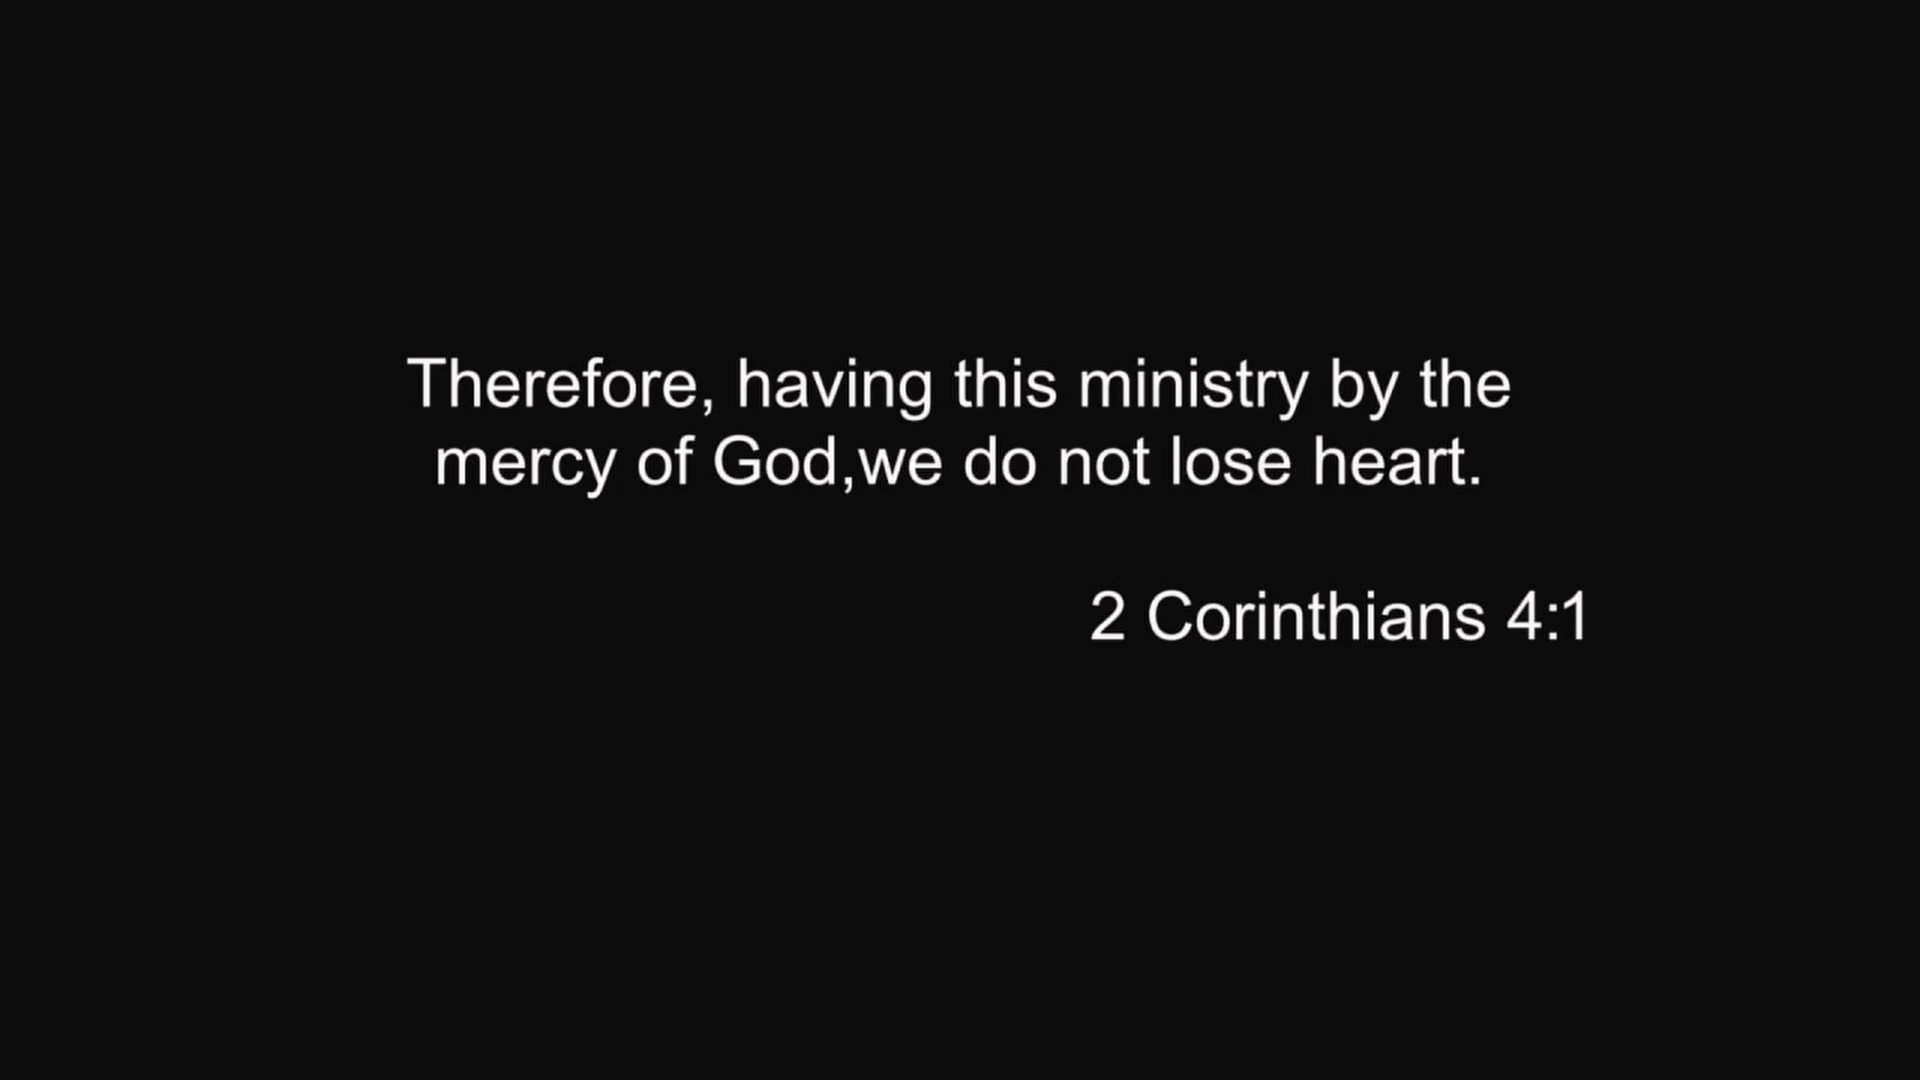 Therefore, having this ministry by the
mercy of God,we do not lose heart.
2 Corinthians 4:1